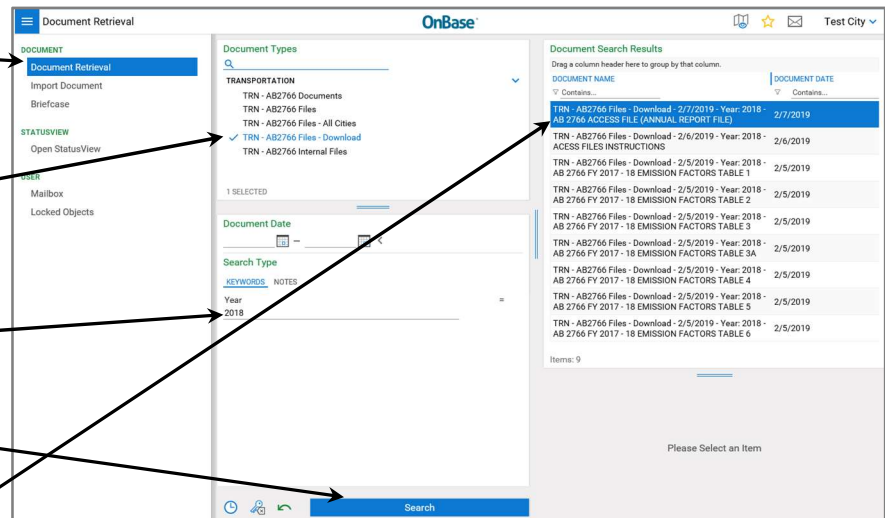 Document Retrieval
OnBase®
Test City
DOCUMENT
Document Retrieval
Import Document
Briefcase
STATUSVIEW
Open StatusView
USER
Mailbox
Locked Objects
Document Types
TRANSPORTATION
TRN - AB2766 Documents
TRN - AB2766 Files
TRN - AB2766 Files - All Cities
TRN - AB2766 Files - Download
TRN - AB2766 Internal Files
1 SELECTED
Document Date
–
Search Type
KEYWORDS NOTES
Year =
2018
Search
Document Search Results
Drag a column header here to group by that column.
DOCUMENT NAME DOCUMENT DATE
Contains... Contains...
TRN - AB2766 Files - Download - 2/7/2019 - Year: 2018 -
AB 2766 ACCESS FILE (ANNUAL REPORT FILE) 2/7/2019
TRN - AB2766 Files - Download - 2/6/2019 - Year: 2018 -
ACESS FILES INSTRUCTIONS 2/6/2019
TRN - AB2766 Files - Download - 2/5/2019 - Year: 2018 -
AB 2766 FY 2017 - 18 EMISSION FACTORS TABLE 1 2/5/2019
TRN - AB2766 Files - Download - 2/5/2019 - Year: 2018 -
AB 2766 FY 2017 - 18 EMISSION FACTORS TABLE 2 2/5/2019
TRN - AB2766 Files - Download - 2/5/2019 - Year: 2018 -
AB 2766 FY 2017 - 18 EMISSION FACTORS TABLE 3 2/5/2019
TRN - AB2766 Files - Download - 2/5/2019 - Year: 2018 -
AB 2766 FY 2017 - 18 EMISSION FACTORS TABLE 3A 2/5/2019
TRN - AB2766 Files - Download - 2/5/2019 - Year: 2018 -
AB 2766 FY 2017 - 18 EMISSION FACTORS TABLE 4 2/5/2019
TRN - AB2766 Files - Download - 2/5/2019 - Year: 2018 -
AB 2766 FY 2017 - 18 EMISSION FACTORS TABLE 5 2/5/2019
TRN - AB2766 Files - Download - 2/5/2019 - Year: 2018 -
AB 2766 FY 2017 - 18 EMISSION FACTORS TABLE 6 2/5/2019
Items: 9
Please Select an Item